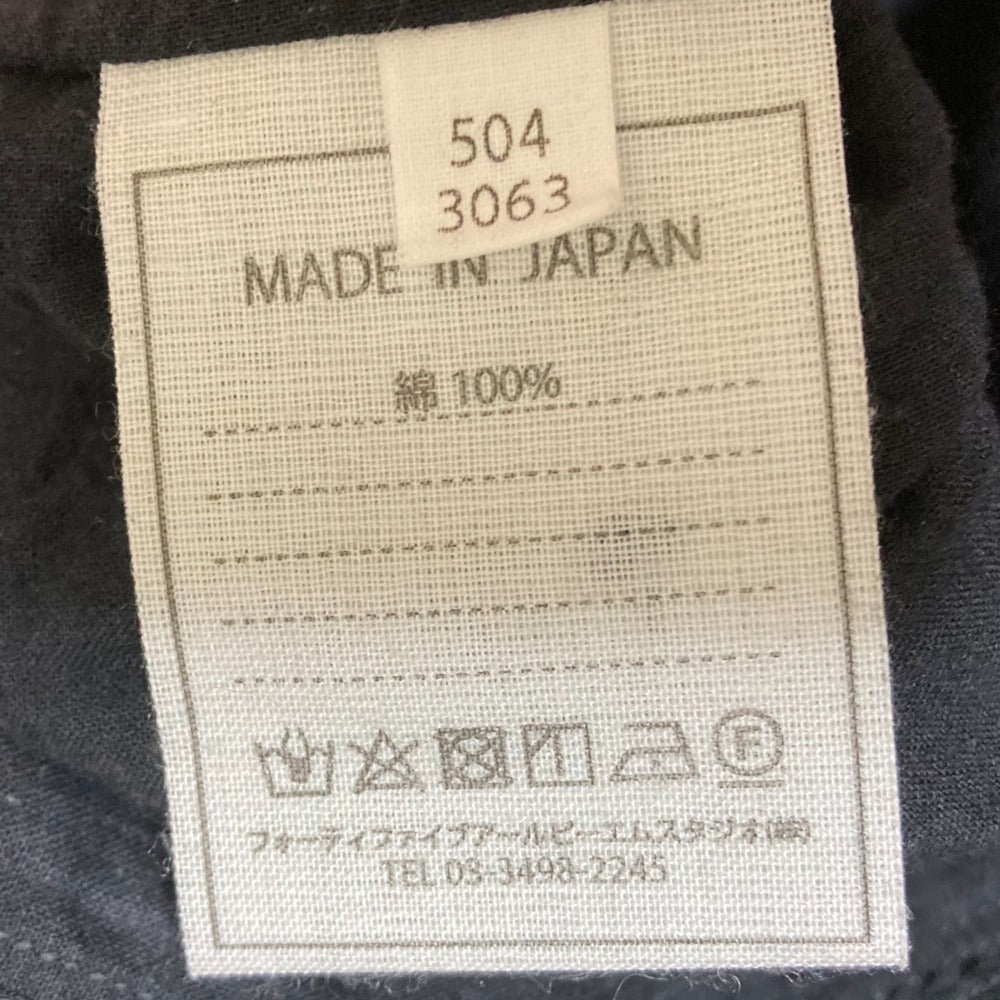 504
3063
MADE IN JAPAN
綿 100%
F
フォーティファイブアールピーエムスタジオ(株)
TEL 03-3498-2245